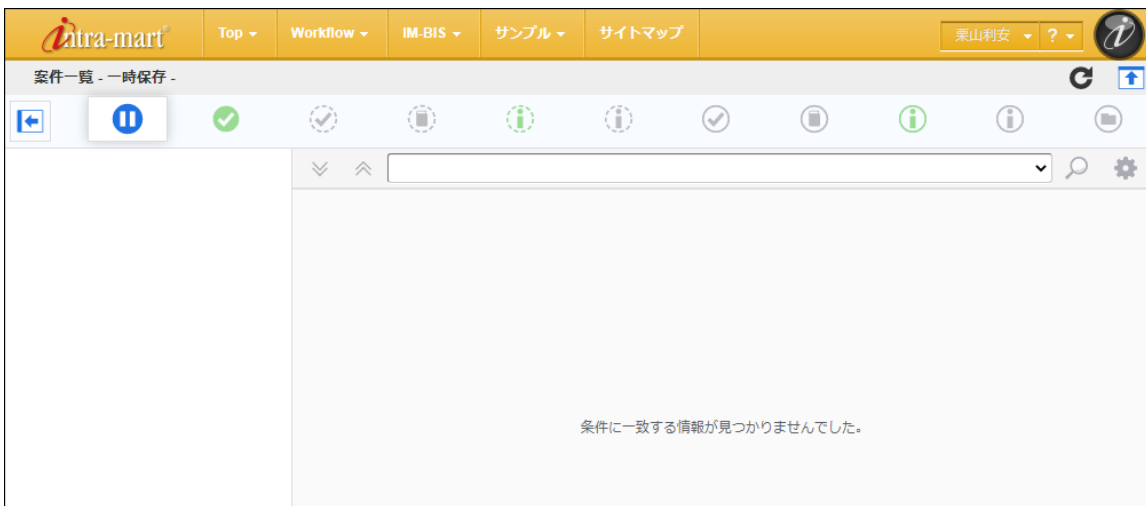 intra-mart® Top Workflow IM-BIS サンプル サイトマップ 栗山利安 ?
案件一覧 - 一時保存 -
条件に一致する情報が見つかりませんでした。